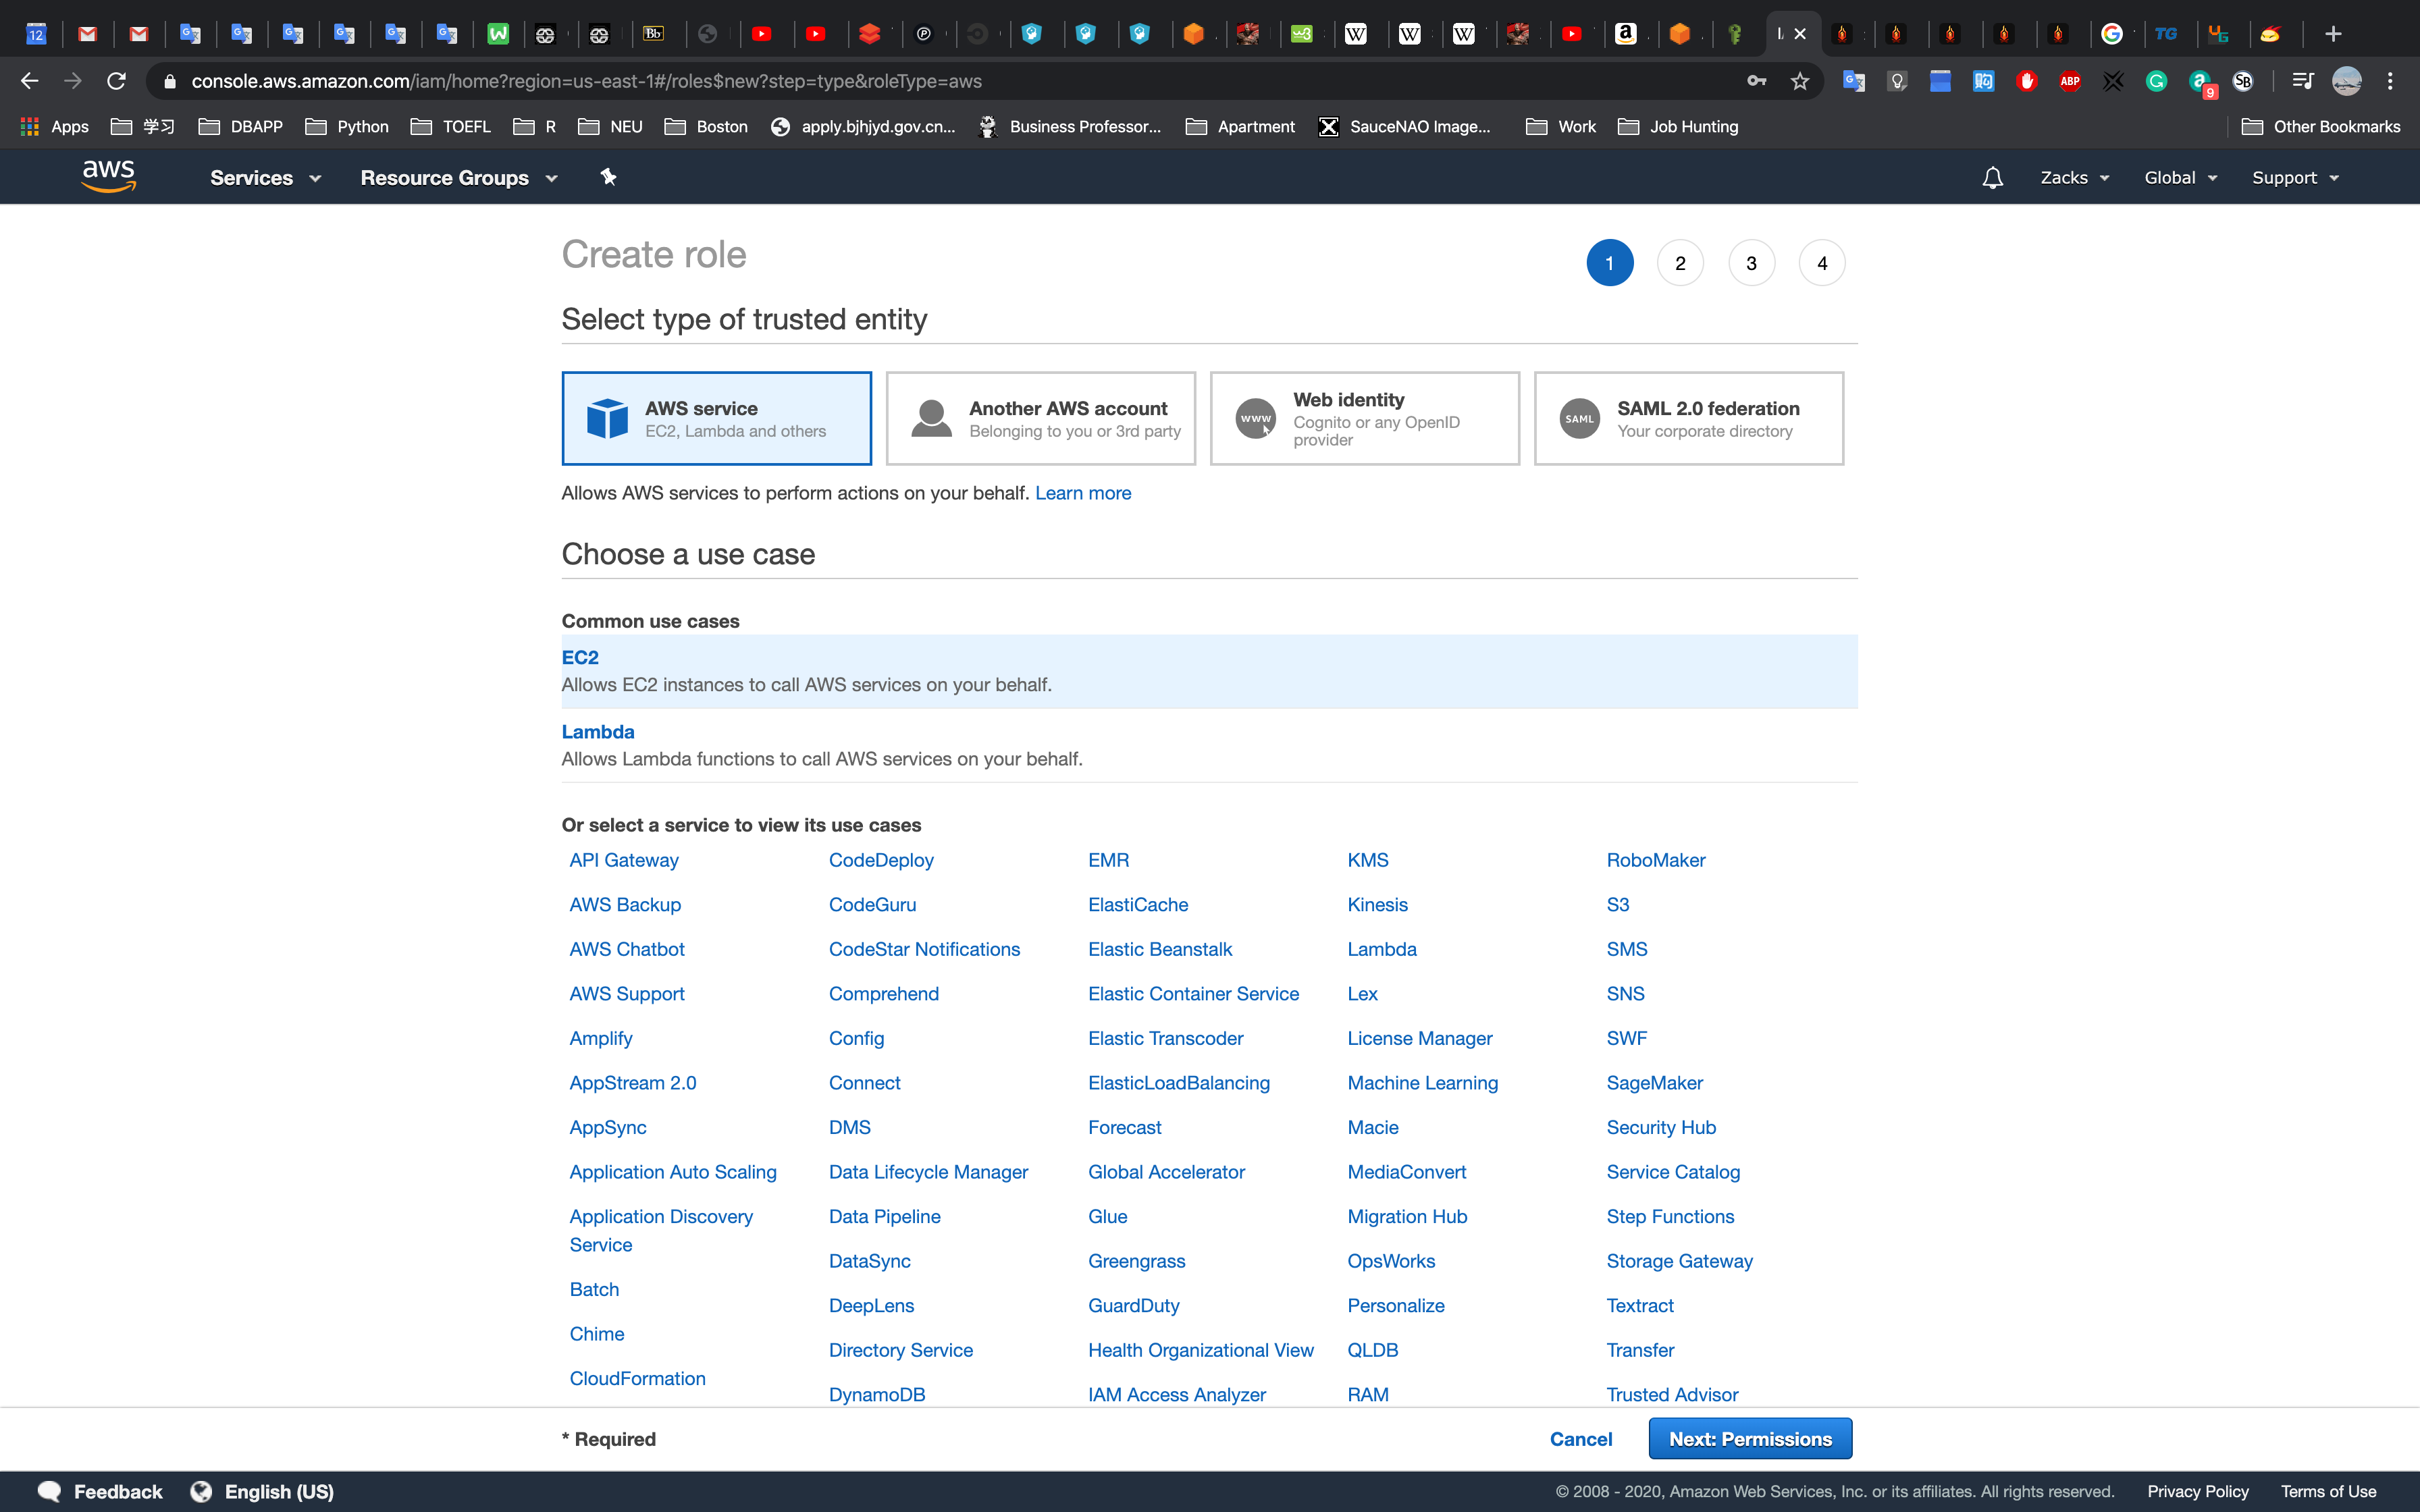 12
Bb
W
W
W
a
TG
console.aws.amazon.com/iam/home?region=us-east-1#/roles$new?step=type&roleType=aws
ABP
9
SB
Apps
学习
DBAPP
Python
TOEFL
R
NEU
Boston
apply.bjhjyd.gov.cn...
Business Professor...
Apartment
SauceNAO Image...
Work
Job Hunting
Other Bookmarks
aws
Services
Resource Groups
Zacks
Global
Support
Create role
1
2
3
4
Select type of trusted entity
AWS service
EC2, Lambda and others
Another AWS account
Belonging to you or 3rd party
www
Web identity
Cognito or any OpenID
provider
SAML
SAML 2.0 federation
Your corporate directory
Allows AWS services to perform actions on your behalf. Learn more
Choose a use case
Common use cases
EC2
Allows EC2 instances to call AWS services on your behalf.
Lambda
Allows Lambda functions to call AWS services on your behalf.
Or select a service to view its use cases
API Gateway
AWS Backup
AWS Chatbot
AWS Support
Amplify
AppStream 2.0
AppSync
Application Auto Scaling
Application Discovery
Service
Batch
Chime
CloudFormation
CodeDeploy
CodeGuru
CodeStar Notifications
Comprehend
Config
Connect
DMS
Data Lifecycle Manager
Data Pipeline
DataSync
DeepLens
Directory Service
DynamoDB
EMR
ElastiCache
Elastic Beanstalk
Elastic Container Service
Elastic Transcoder
ElasticLoadBalancing
Forecast
Global Accelerator
Glue
Greengrass
GuardDuty
Health Organizational View
IAM Access Analyzer
KMS
Kinesis
Lambda
Lex
License Manager
Machine Learning
Macie
MediaConvert
Migration Hub
OpsWorks
Personalize
QLDB
RAM
RoboMaker
S3
SMS
SNS
SWF
SageMaker
Security Hub
Service Catalog
Step Functions
Storage Gateway
Textract
Transfer
Trusted Advisor
* Required
Cancel
Next: Permissions
Feedback
English (US)
© 2008 - 2020, Amazon Web Services, Inc. or its affiliates. All rights reserved.
Privacy Policy
Terms of Use